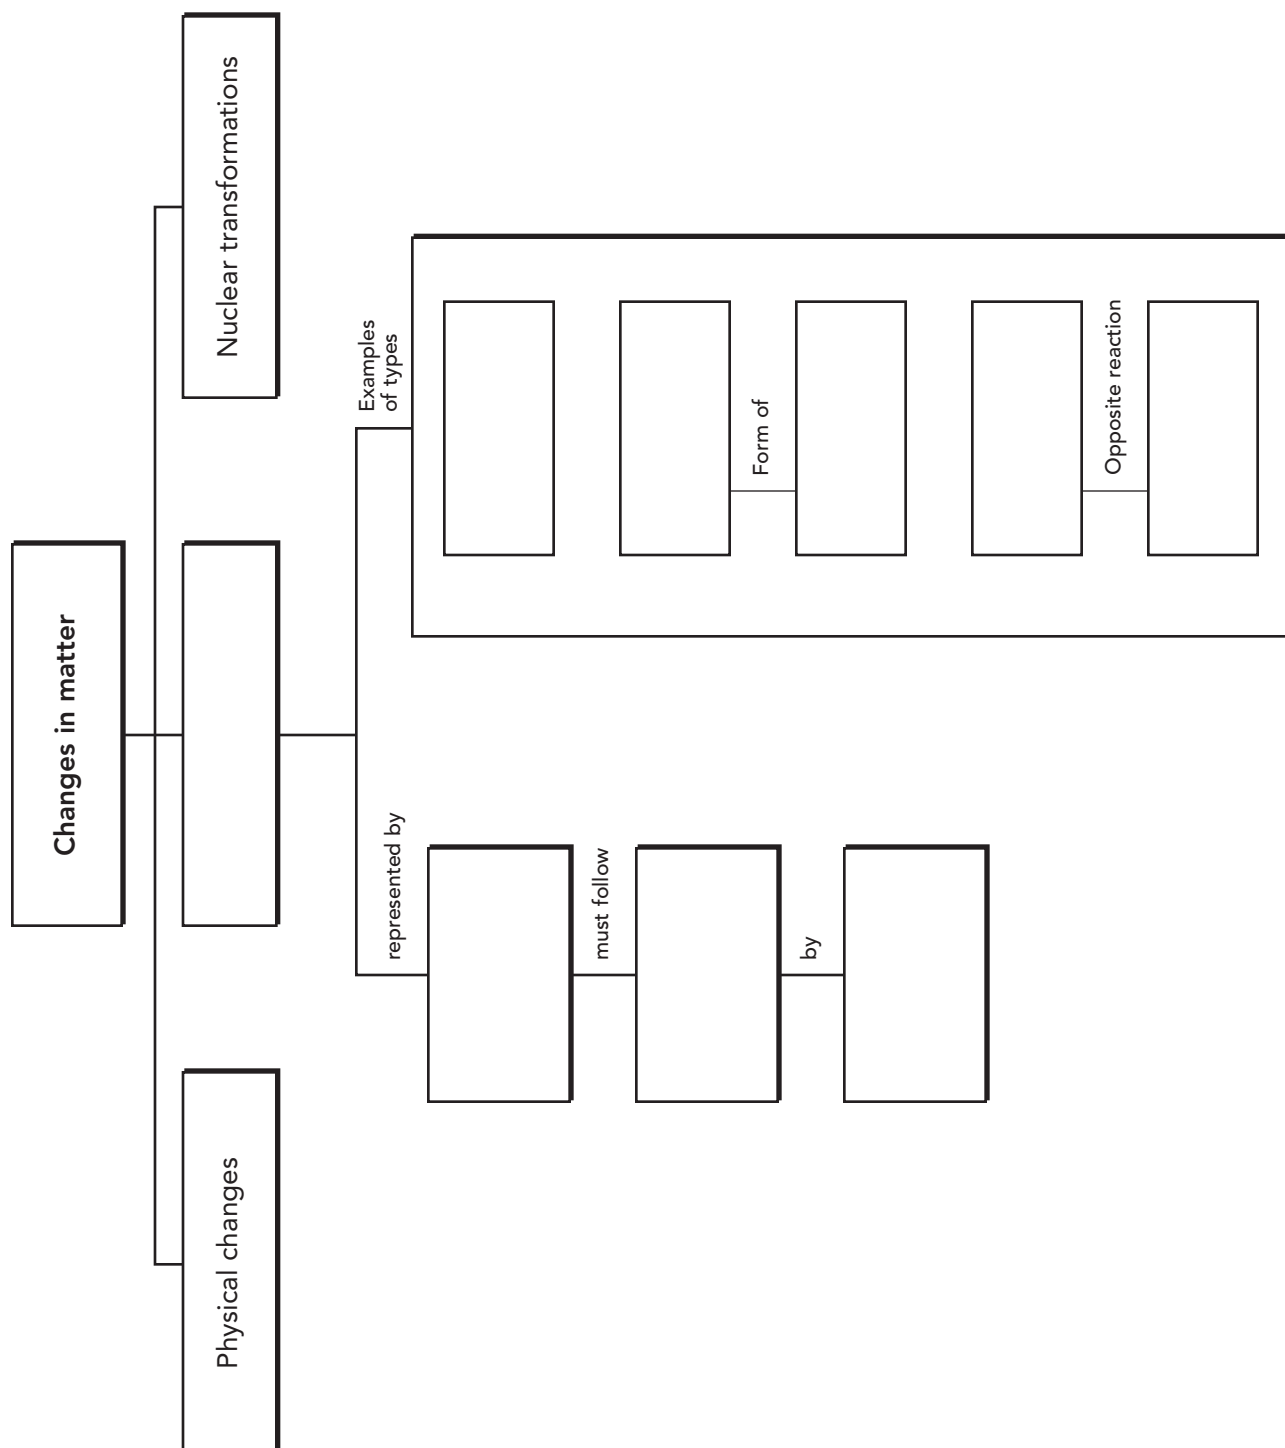 Changes in matter
Physical changes
Nuclear transformations
represented by
must follow
by
Examples
of types
Form of
Opposite reaction